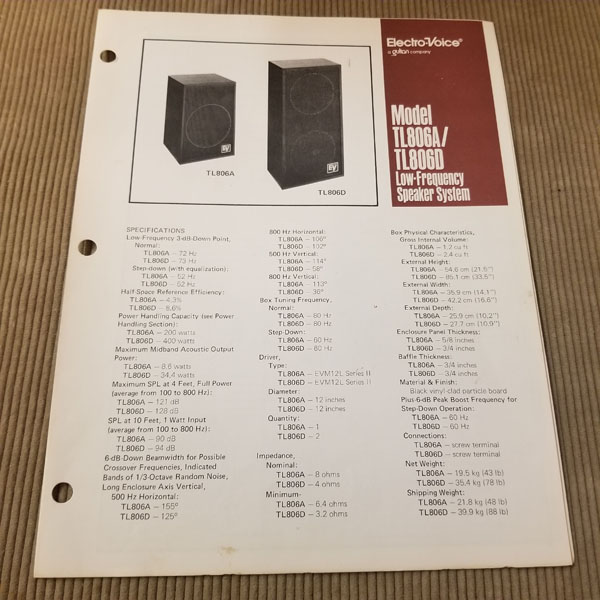 Electro-Voice®
a gulton company
Model
TL806A/
TL806D
Low-Frequency
Speaker System
EV
TL806A
EV
TL806D
SPECIFICATIONS
Low-Frequency 3-dB-Down Point,
Normal:
TL806A – 72 Hz
TL806D – 73 Hz
Step-down (with equalization):
TL806A – 52 Hz
TL806D – 52 Hz
Half-Space Reference Efficiency:
TL806A – 4.3%
TL806D – 8.6%
Power Handling Capacity (see Power
Handling Section):
TL806A – 200 watts
TL806D – 400 watts
Maximum Midband Acoustic Output
Power:
TL806A – 8.6 watts
TL806D – 34.4 watts
Maximum SPL at 4 Feet, Full Power
(average from 100 to 800 Hz):
TL806A – 121 dB
TL806D – 128 dB
SPL at 10 Feet, 1 Watt Input
(average from 100 to 800 Hz):
TL806A – 90 dB
TL806D – 94 dB
6-dB-Down Beamwidth for Possible
Crossover Frequencies, Indicated
Bands of 1/3-Octave Random Noise,
Long Enclosure Axis Vertical,
500 Hz Horizontal:
TL806A – 155°
TL806D – 125°
800 Hz Horizontal:
TL806A – 106°
TL806D – 102°
500 Hz Vertical:
TL806A – 114°
TL806D – 58°
800 Hz Vertical:
TL806A – 113°
TL806D – 36°
Box Tuning Frequency,
Normal:
TL806A – 80 Hz
TL806D – 80 Hz
Step-Down:
TL806A – 60 Hz
TL806D – 60 Hz
Driver,
Type:
TL806A – EVM12L Series II
TL806D – EVM12L Series II
Diameter:
TL806A – 12 inches
TL806D – 12 inches
Quantity:
TL806A – 1
TL806D – 2
Impedance,
Nominal:
TL806A – 8 ohms
TL806D – 4 ohms
Minimum-
TL806A – 6.4 ohms
TL806D – 3.2 ohms
Box Physical Characteristics,
Gross Internal Volume:
TL806A – 1.2 cu ft
TL806D – 2.4 cu ft
External Height:
TL806A – 54.6 cm (21.5")
TL806D – 85.1 cm (33.5")
External Width:
TL806A – 35.9 cm (14.1")
TL806D – 42.2 cm (16.6")
External Depth:
TL806A – 25.9 cm (10.2")
TL806D – 27.7 cm (10.9")
Enclosure Panel Thickness:
TL806A – 5/8 inches
TL806D – 3/4 inches
Baffle Thickness:
TL806A – 3/4 inches
TL806D – 3/4 inches
Material & Finish:
Black vinyl-clad particle board
Plus-6-dB Peak Boost Frequency for
Step-Down Operation:
TL806A – 60 Hz
TL806D – 60 Hz
Connections:
TL806A – screw terminal
TL806D – screw terminal
Net Weight:
TL806A – 19.5 kg (43 lb)
TL806D – 35.4 kg (78 lb)
Shipping Weight:
TL806A – 21.8 kg (48 lb)
TL806D – 39.9 kg (88 lb)